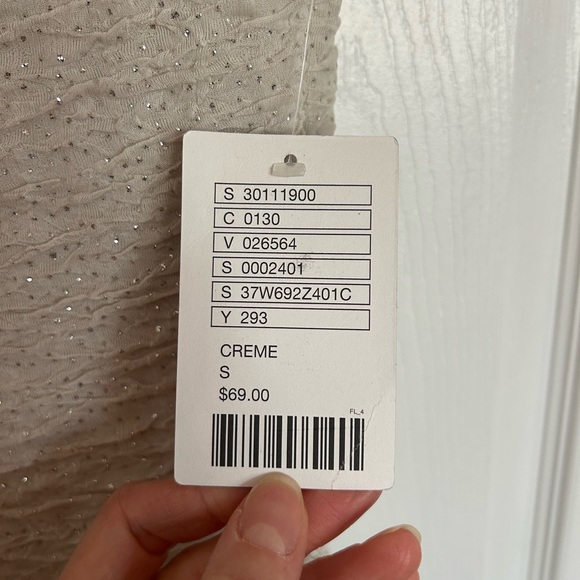 S 30111900
C 0130
V 026564
S 0002401
S 37W692Z401C
Y 293
CREME
S
$69.00
FL_4